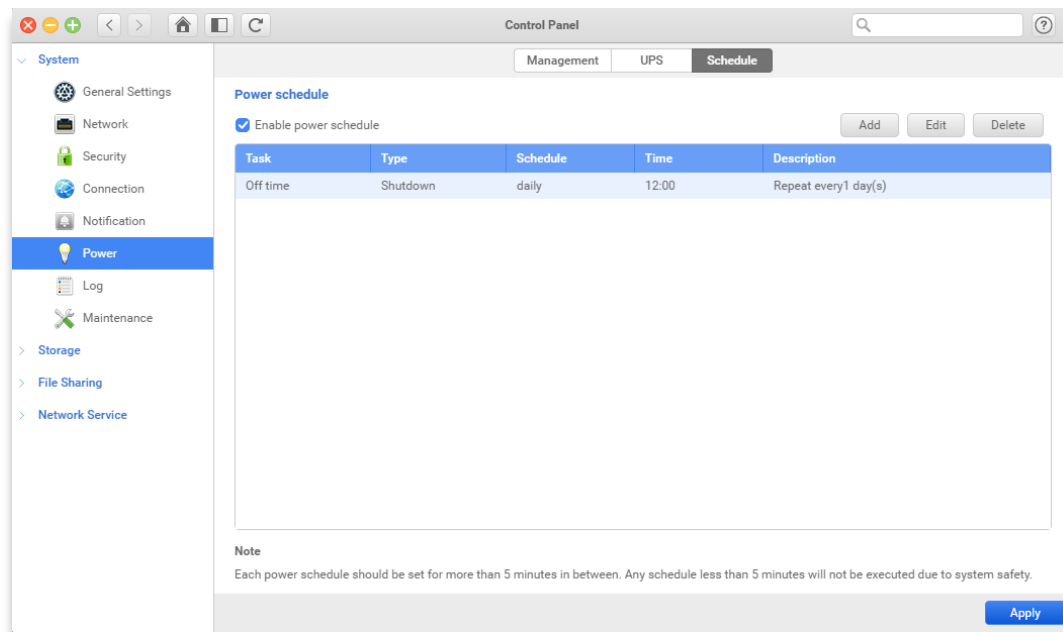 Control Panel
?
System
General Settings
Network
Security
Connection
Notification
Power
Log
Maintenance
Storage
File Sharing
Network Service
Management UPS Schedule
Power schedule
Enable power schedule Add Edit Delete
Task Type Schedule Time Description
Off time Shutdown daily 12:00 Repeat every1 day(s)
Note
Each power schedule should be set for more than 5 minutes in between. Any schedule less than 5 minutes will not be executed due to system safety.
Apply